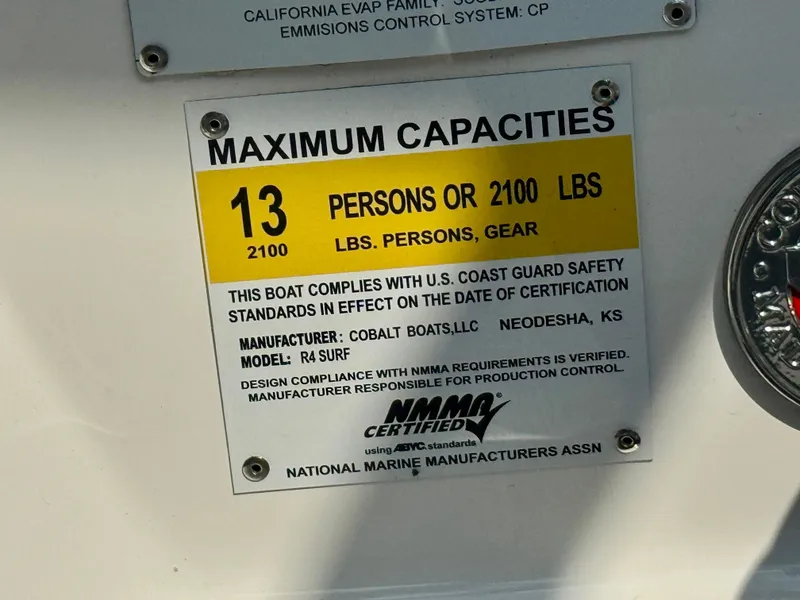 CALIFORNIA EVAP FAMILY:
EMMISIONS CONTROL SYSTEM: CP
MAXIMUM CAPACITIES
13 PERSONS OR 2100 LBS
2100 LBS. PERSONS, GEAR
THIS BOAT COMPLIES WITH U.S. COAST GUARD SAFETY
STANDARDS IN EFFECT ON THE DATE OF CERTIFICATION
MANUFACTURER: COBALT BOATS,LLC NEODESHA, KS
MODEL: R4 SURF
DESIGN COMPLIANCE WITH NMMA REQUIREMENTS IS VERIFIED.
MANUFACTURER RESPONSIBLE FOR PRODUCTION CONTROL.
NMMA®
CERTIFIED
using ABYC. standards
NATIONAL MARINE MANUFACTURERS ASSN